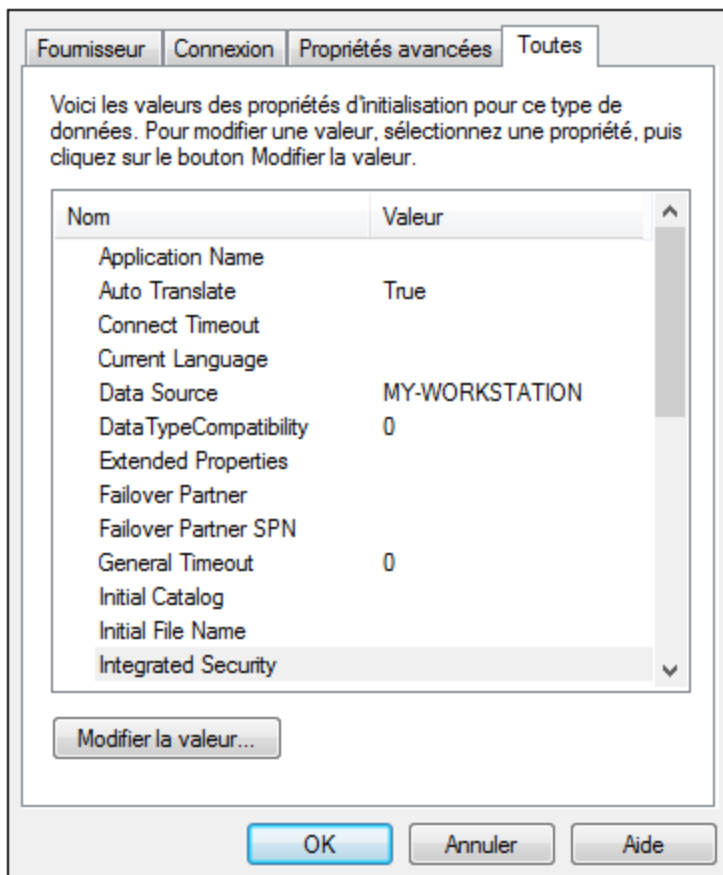 Fournisseur Connexion Propriétés avancées Toutes
Voici les valeurs des propriétés d'initialisation pour ce type de
données. Pour modifier une valeur, sélectionnez une propriété, puis
cliquez sur le bouton Modifier la valeur.
Nom Valeur
Application Name
Auto Translate True
Connect Timeout
Current Language
Data Source MY-WORKSTATION
DataTypeCompatibility 0
Extended Properties
Failover Partner
Failover Partner SPN
General Timeout 0
Initial Catalog
Initial File Name
Integrated Security
Modifier la valeur...
OK Annuler Aide